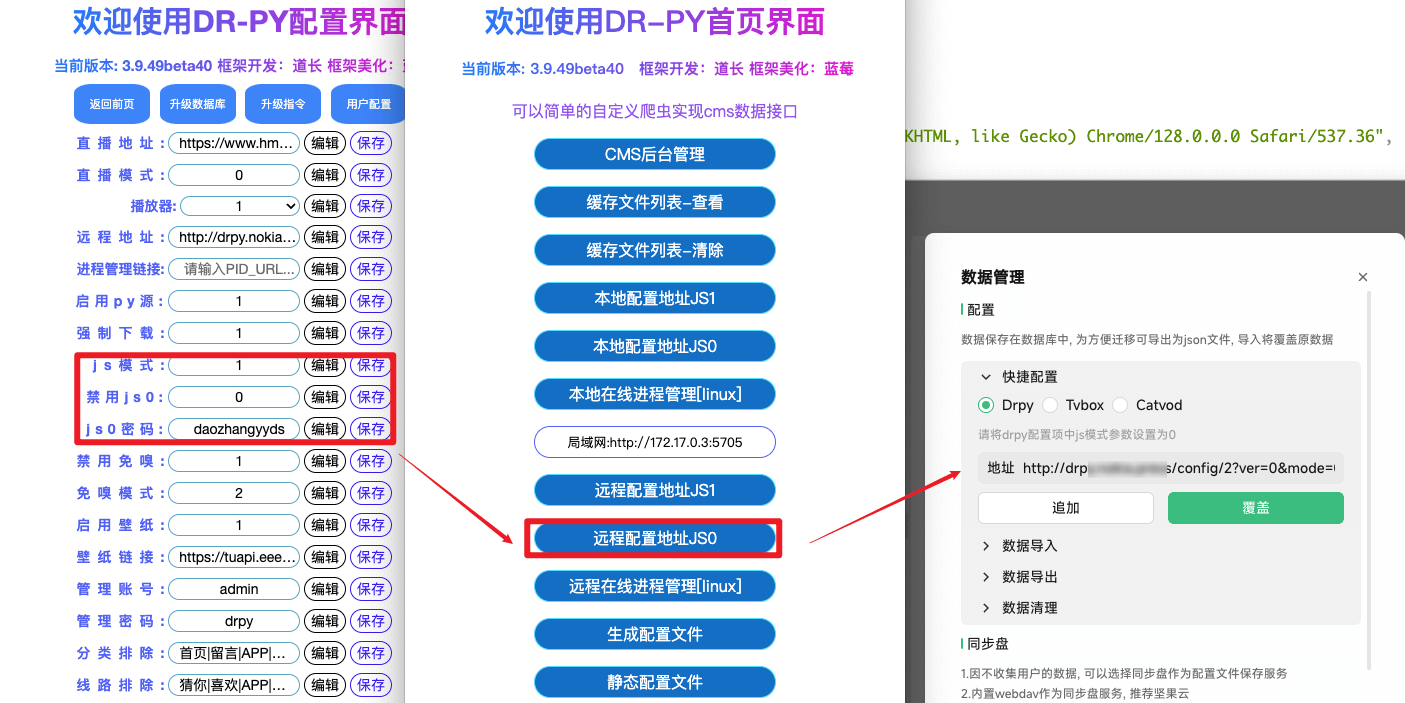 欢迎使用DR-PY配置界面
当前版本: 3.9.49beta40 框架开发: 道长 框架美化:
返回前页 升级数据库 升级指令 用户配置
直播地址: https://www.hm... 编辑 保存
直播模式: 0 编辑 保存
播放器: 1 编辑 保存
远程地址: http://drpy.nokia... 编辑 保存
进程管理链接: 请输入PID_URL... 编辑 保存
启用py源: 1 编辑 保存
强制下载: 1 编辑 保存
js模式: 1 编辑 保存
禁用js0: 0 编辑 保存
js0密码: daozhangyyds 编辑 保存
禁用免嗅: 1 编辑 保存
免嗅模式: 2 编辑 保存
启用壁纸: 1 编辑 保存
壁纸链接: https://tuapi.eee... 编辑 保存
管理账号: admin 编辑 保存
管理密码: drpy 编辑 保存
分类排除: 首页|留言|APP|... 编辑 保存
线路排除: 猜你|喜欢|APP|... 编辑 保存
欢迎使用DR-PY首页界面
当前版本: 3.9.49beta40 框架开发: 道长 框架美化: 蓝莓
可以简单的自定义爬虫实现cms数据接口
CMS后台管理
缓存文件列表-查看
缓存文件列表-清除
本地配置地址JS1
本地配置地址JS0
本地在线进程管理[linux]
局域网:http://172.17.0.3:5705
远程配置地址JS1
远程配置地址JS0
远程在线进程管理[linux]
生成配置文件
静态配置文件
KHTML, like Gecko) Chrome/128.0.0.0 Safari/537.36",
数据管理 ×
配置
数据保存在数据库中, 为方便迁移可导出为json文件, 导入将覆盖原数据
快捷配置
Drpy Tvbox Catvod
请将drpy配置项中js模式参数设置为0
地址 http://drp s/config/2?ver=0&mode=
追加 覆盖
数据导入
数据导出
数据清理
同步盘
1.因不收集用户的数据, 可以选择同步盘作为配置文件保存服务
2.内置webdav作为同步盘服务, 推荐坚果云